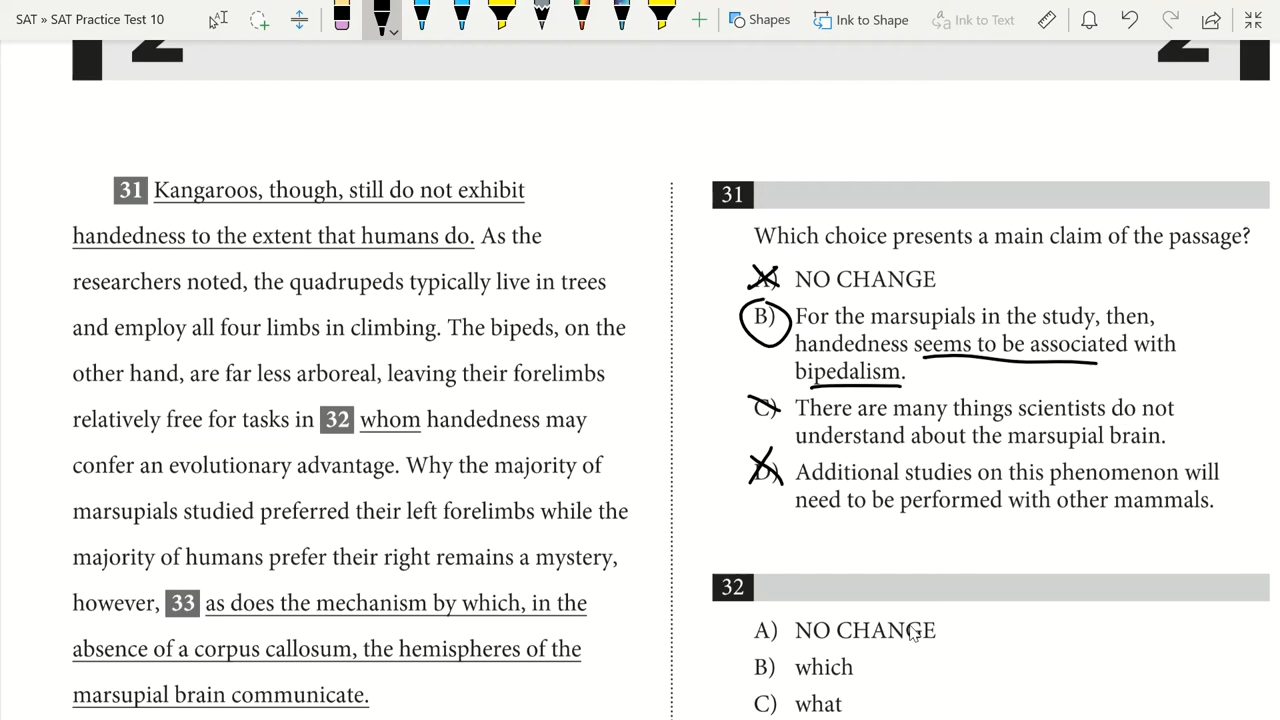 SAT » SAT Practice Test 10
Shapes
Ink to Shape
Ink to Text
2
2
31 Kangaroos, though, still do not exhibit
handedness to the extent that humans do. As the
researchers noted, the quadrupeds typically live in trees
and employ all four limbs in climbing. The bipeds, on the
other hand, are far less arboreal, leaving their forelimbs
relatively free for tasks in 32 whom handedness may
confer an evolutionary advantage. Why the majority of
marsupials studied preferred their left forelimbs while the
majority of humans prefer their right remains a mystery,
however, 33 as does the mechanism by which, in the
absence of a corpus callosum, the hemispheres of the
marsupial brain communicate.
31
Which choice presents a main claim of the passage?
A) NO CHANGE
B) For the marsupials in the study, then,
handedness seems to be associated with
bipedalism.
C) There are many things scientists do not
understand about the marsupial brain.
D) Additional studies on this phenomenon will
need to be performed with other mammals.
32
A) NO CHANGE
B) which
C) what